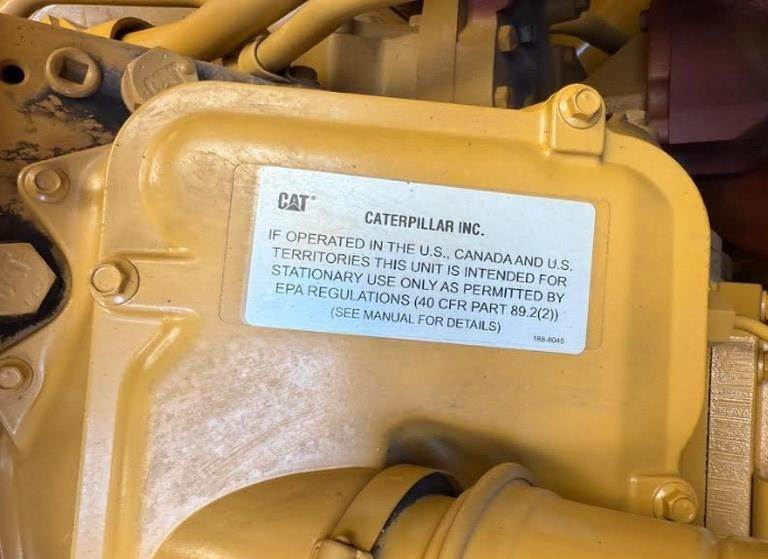 CAT®
CATERPILLAR INC.
IF OPERATED IN THE U.S., CANADA AND U.S.
TERRITORIES THIS UNIT IS INTENDED FOR
STATIONARY USE ONLY AS PERMITTED BY
EPA REGULATIONS (40 CFR PART 89.2(2))
(SEE MANUAL FOR DETAILS)
188-8045